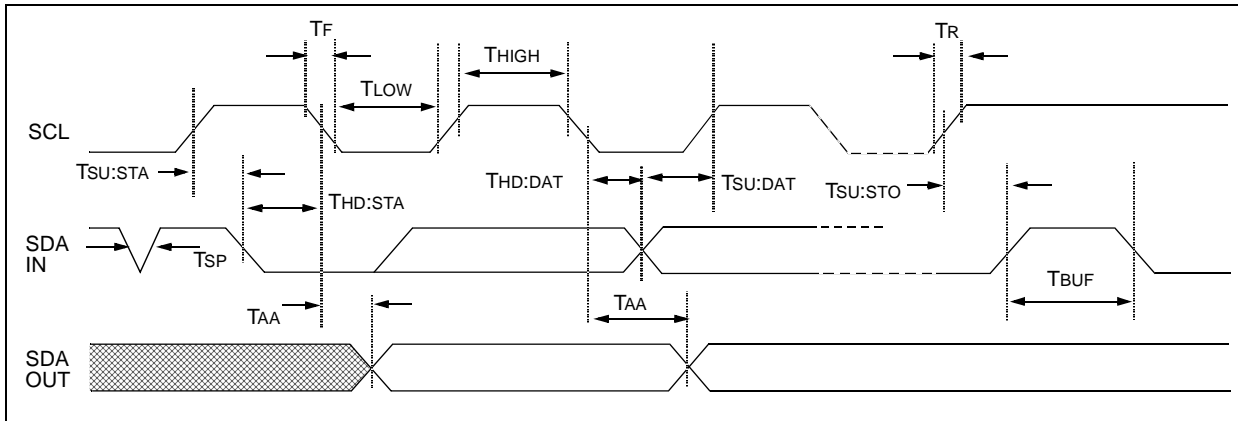 TF
TR
THIGH
TLOW
SCL
TSU:STA
THD:STA
THD:DAT
TSU:DAT
TSU:STO
SDA
IN
TSP
TBUF
TAA
TAA
SDA
OUT